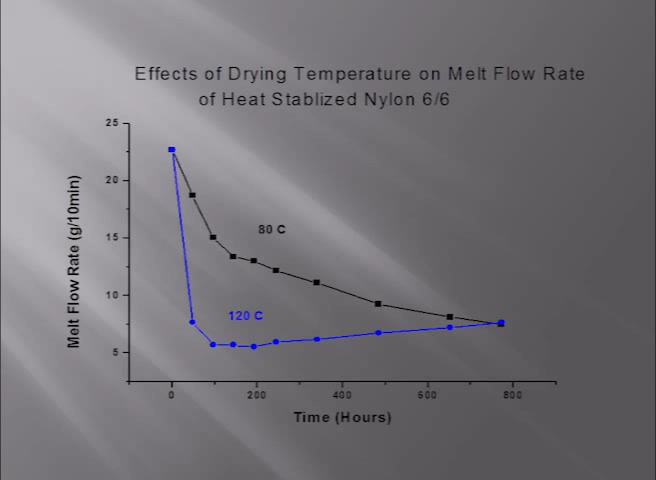 Effects of Drying Temperature on Melt Flow Rate
of Heat Stablized Nylon 6/6
25
20
15
10
5
Melt Flow Rate (g/10min)
80 C
120 C
0 200 400 600 800
Time (Hours)